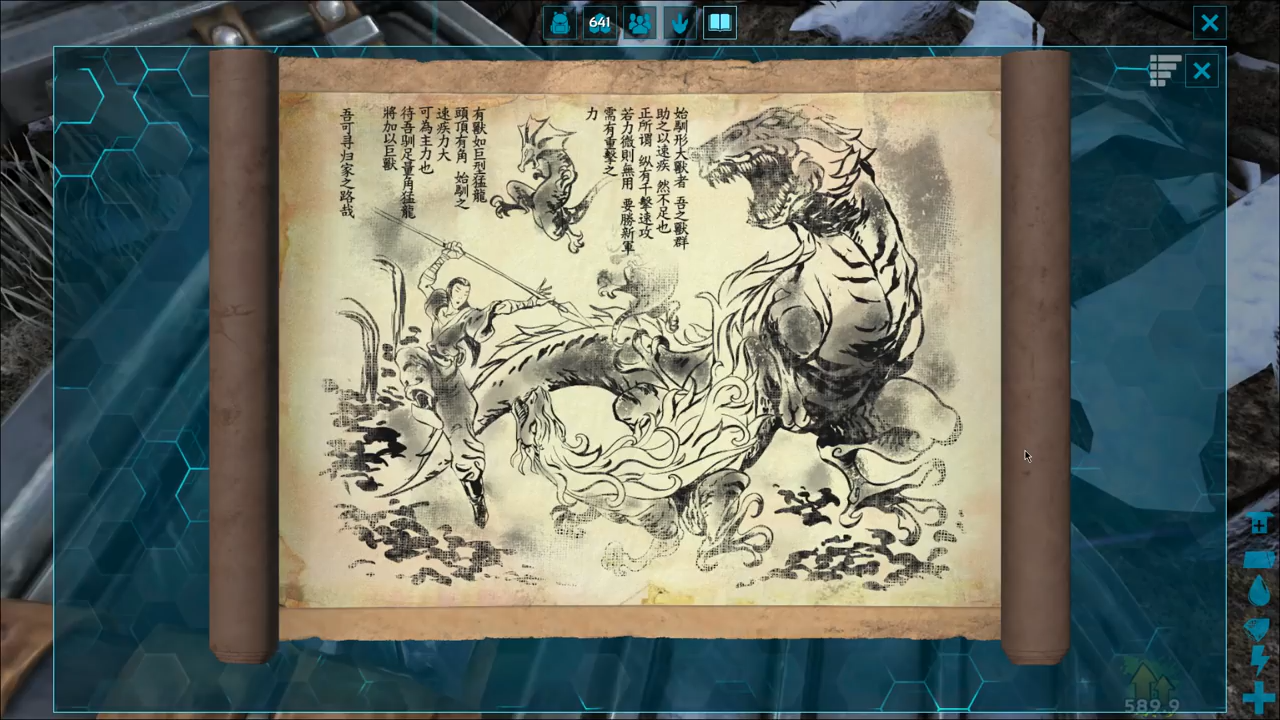 641
始馴形大獸者 吾之獸群
助之以速疾 然不足也
正所谓 纵有千擊速攻
若力微則無用 要勝新軍
需有重擊之
力
有獸如巨型猛龍
頭頂有角 始馴之
速疾力大
可為主力也
待吾驯足量角猛龍
將加以巨獸
吾可寻归家之路哉
589.9